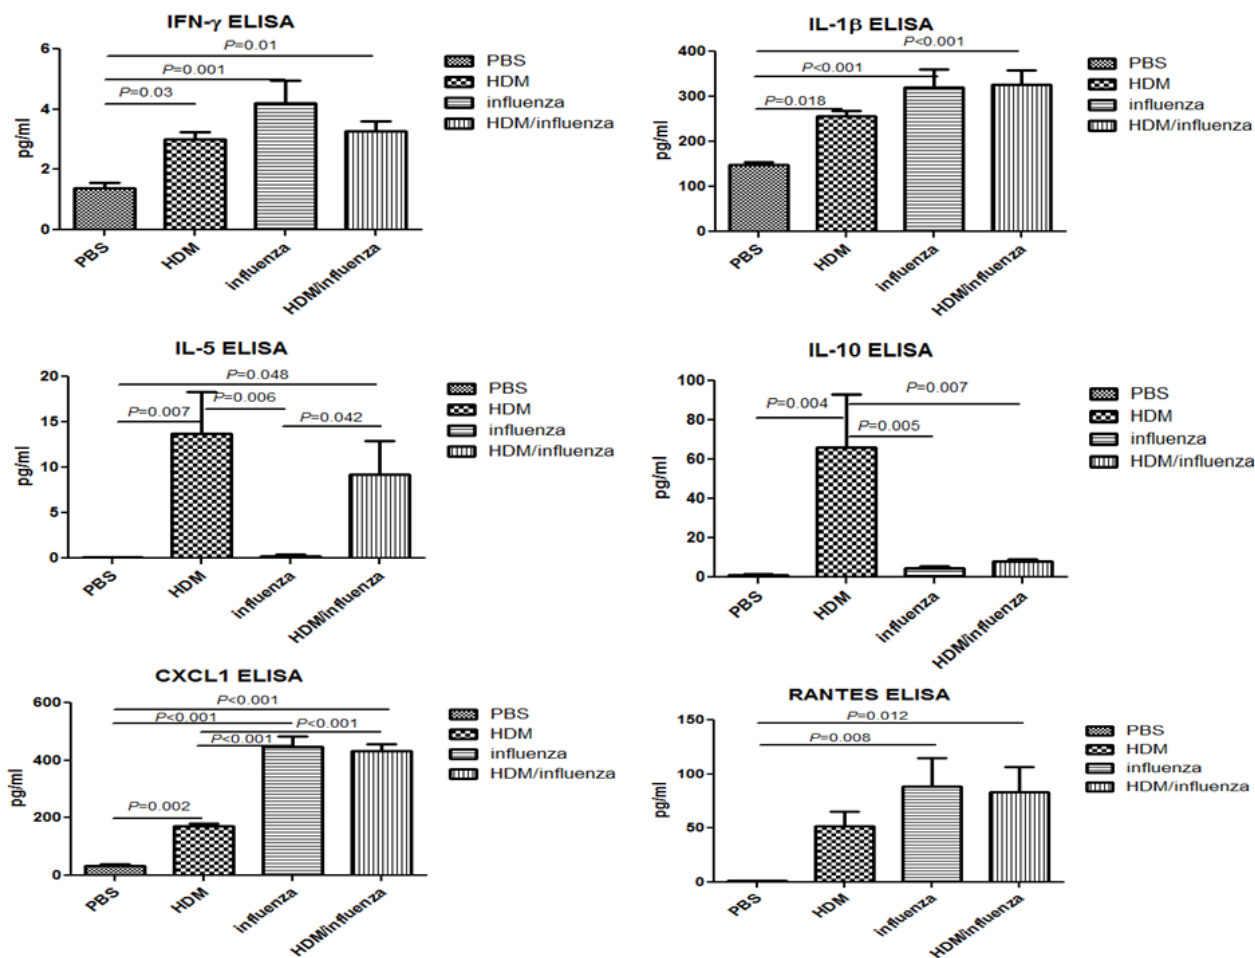 IFN-γ ELISA
6
4
2
0
pg/ml
P=0.01
P=0.001
P=0.03
PBS
HDM
influenza
HDM/influenza
PBS
HDM
influenza
HDM/influenza
IL-1β ELISA
400
300
200
100
0
pg/ml
P<0.001
P<0.001
P=0.018
PBS
HDM
influenza
HDM/influenza
PBS
HDM
influenza
HDM/influenza
IL-5 ELISA
20
15
10
5
0
pg/ml
P=0.048
P=0.006
P=0.007
P=0.042
PBS
HDM
influenza
HDM/influenza
PBS
HDM
influenza
HDM/influenza
IL-10 ELISA
100
80
60
40
20
0
pg/ml
P=0.007
P=0.004
P=0.005
PBS
HDM
influenza
HDM/influenza
PBS
HDM
influenza
HDM/influenza
CXCL1 ELISA
600
400
200
0
pg/ml
P<0.001
P<0.001
P<0.001
P<0.001
P=0.002
PBS
HDM
influenza
HDM/influenza
PBS
HDM
influenza
HDM/influenza
RANTES ELISA
150
100
50
0
pg/ml
P=0.012
P=0.008
PBS
HDM
influenza
HDM/influenza
PBS
HDM
influenza
HDM/influenza